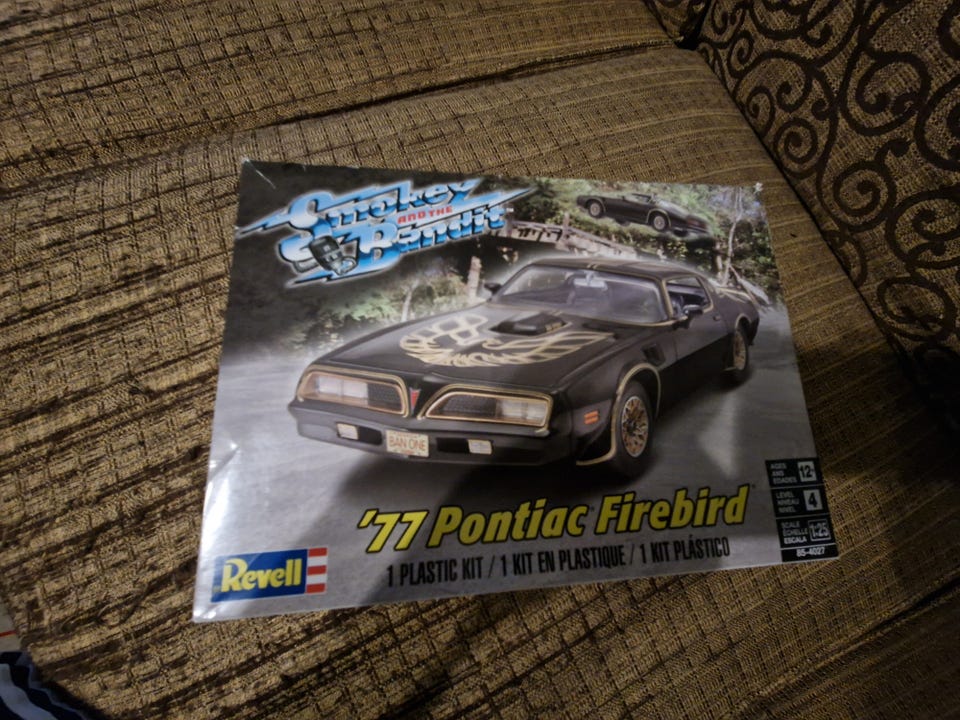 Smokey
AND THE
Bandit
BAN ONE
'77 Pontiac Firebird
1 PLASTIC KIT / 1 KIT EN PLASTIQUE / 1 KIT PLÁSTICO
Revell
AGES
ANS
EDADES
12+
LEVEL
NIVEAU
NIVEL
4
SCALE
ÉCHELLE
ESCALA
1:25
85-4027